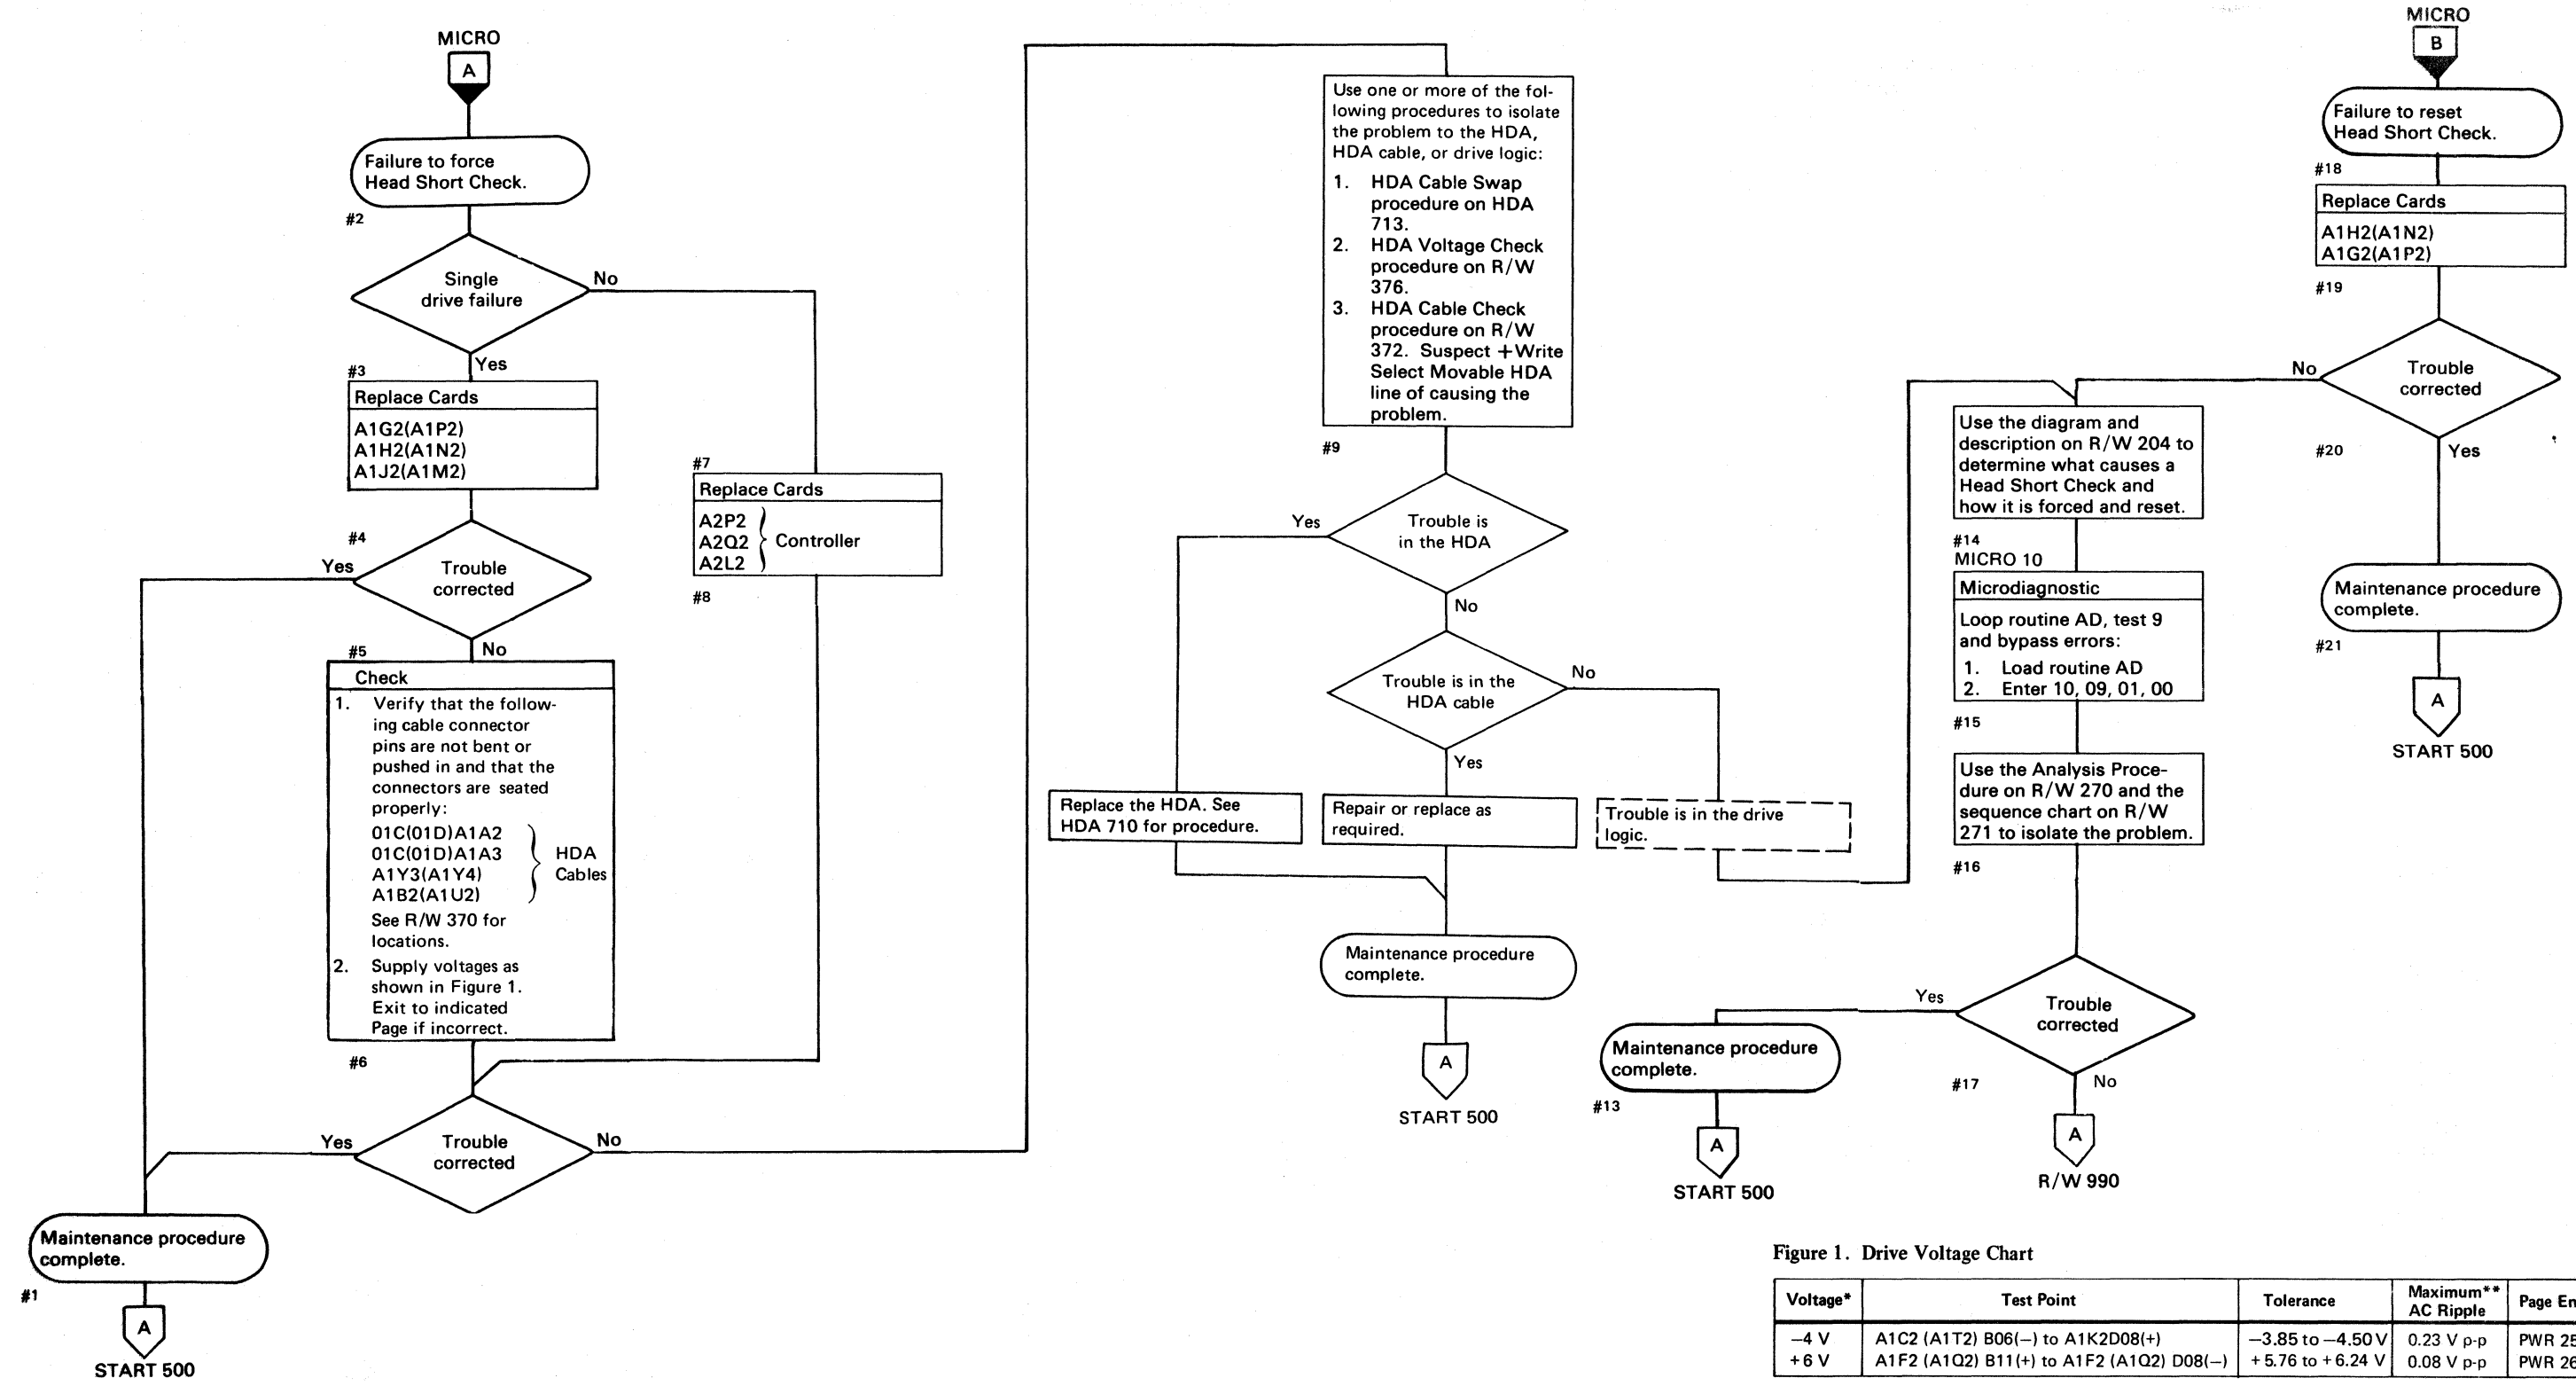 MICRO
A
Failure to force
Head Short Check.
#2
Single
drive failure
No
Yes
#3
Replace Cards
A1G2(A1P2)
A1H2(A1N2)
A1J2(A1M2)
#4
Yes
Trouble
corrected
No
#5
Check
1. Verify that the follow-
ing cable connector
pins are not bent or
pushed in and that the
connectors are seated
properly:
01C(01D)A1A2
01C(01D)A1A3
A1Y3(A1Y4)
A1B2(A1U2)
HDA
Cables
See R/W 370 for
locations.
2. Supply voltages as
shown in Figure 1.
Exit to indicated
Page if incorrect.
#6
Yes
Trouble
corrected
No
Maintenance procedure
complete.
#1
A
START 500
#7
Replace Cards
A2P2
A2Q2
A2L2
Controller
#8
Use one or more of the fol-
lowing procedures to isolate
the problem to the HDA,
HDA cable, or drive logic:
1. HDA Cable Swap
procedure on HDA
713.
2. HDA Voltage Check
procedure on R/W
376.
3. HDA Cable Check
procedure on R/W
372. Suspect +Write
Select Movable HDA
line of causing the
problem.
#9
Yes
Trouble is
in the HDA
No
Trouble is in the
HDA cable
No
Yes
Replace the HDA. See
HDA 710 for procedure.
Repair or replace as
required.
Trouble is in the drive
logic.
Maintenance procedure
complete.
A
START 500
MICRO
B
Failure to reset
Head Short Check.
#18
Replace Cards
A1H2(A1N2)
A1G2(A1P2)
#19
No
Trouble
corrected
#20
Yes
Maintenance procedure
complete.
#21
A
START 500
Use the diagram and
description on R/W 204 to
determine what causes a
Head Short Check and
how it is forced and reset.
#14
MICRO 10
Microdiagnostic
Loop routine AD, test 9
and bypass errors:
1. Load routine AD
2. Enter 10, 09, 01, 00
#15
Use the Analysis Proce-
dure on R/W 270 and the
sequence chart on R/W
271 to isolate the problem.
#16
Yes
Trouble
corrected
#17
No
A
R/W 990
Maintenance procedure
complete.
#13
A
START 500
Figure 1. Drive Voltage Chart
Voltage* Test Point Tolerance Maximum** AC Ripple Page En
−4 V A1C2 (A1T2) B06(−) to A1K2D08(+) −3.85 to −4.50 V 0.23 V p-p PWR 25
+6 V A1F2 (A1Q2) B11(+) to A1F2 (A1Q2) D08(−) +5.76 to +6.24 V 0.08 V p-p PWR 26